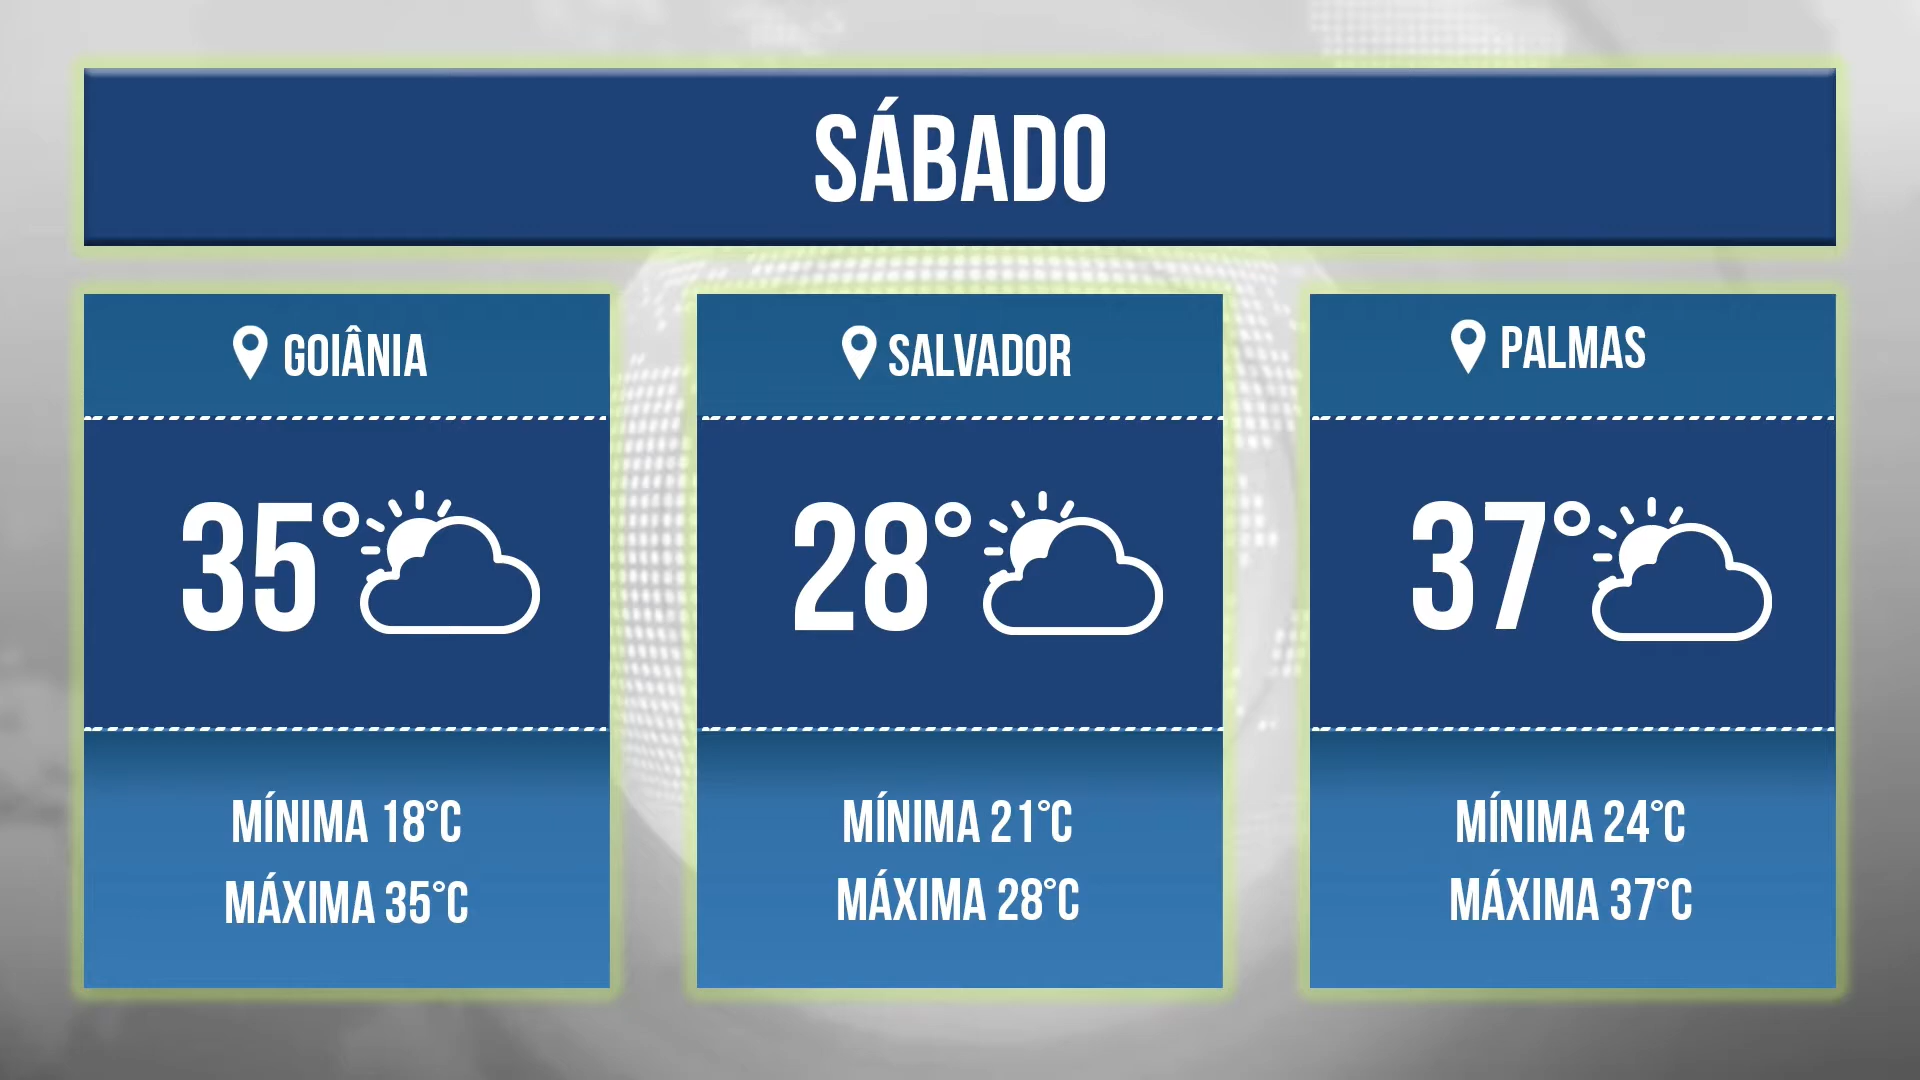 SÁBADO
GOIÂNIA
35°
MÍNIMA 18°C
MÁXIMA 35°C
SALVADOR
28°
MÍNIMA 21°C
MÁXIMA 28°C
PALMAS
37°
MÍNIMA 24°C
MÁXIMA 37°C